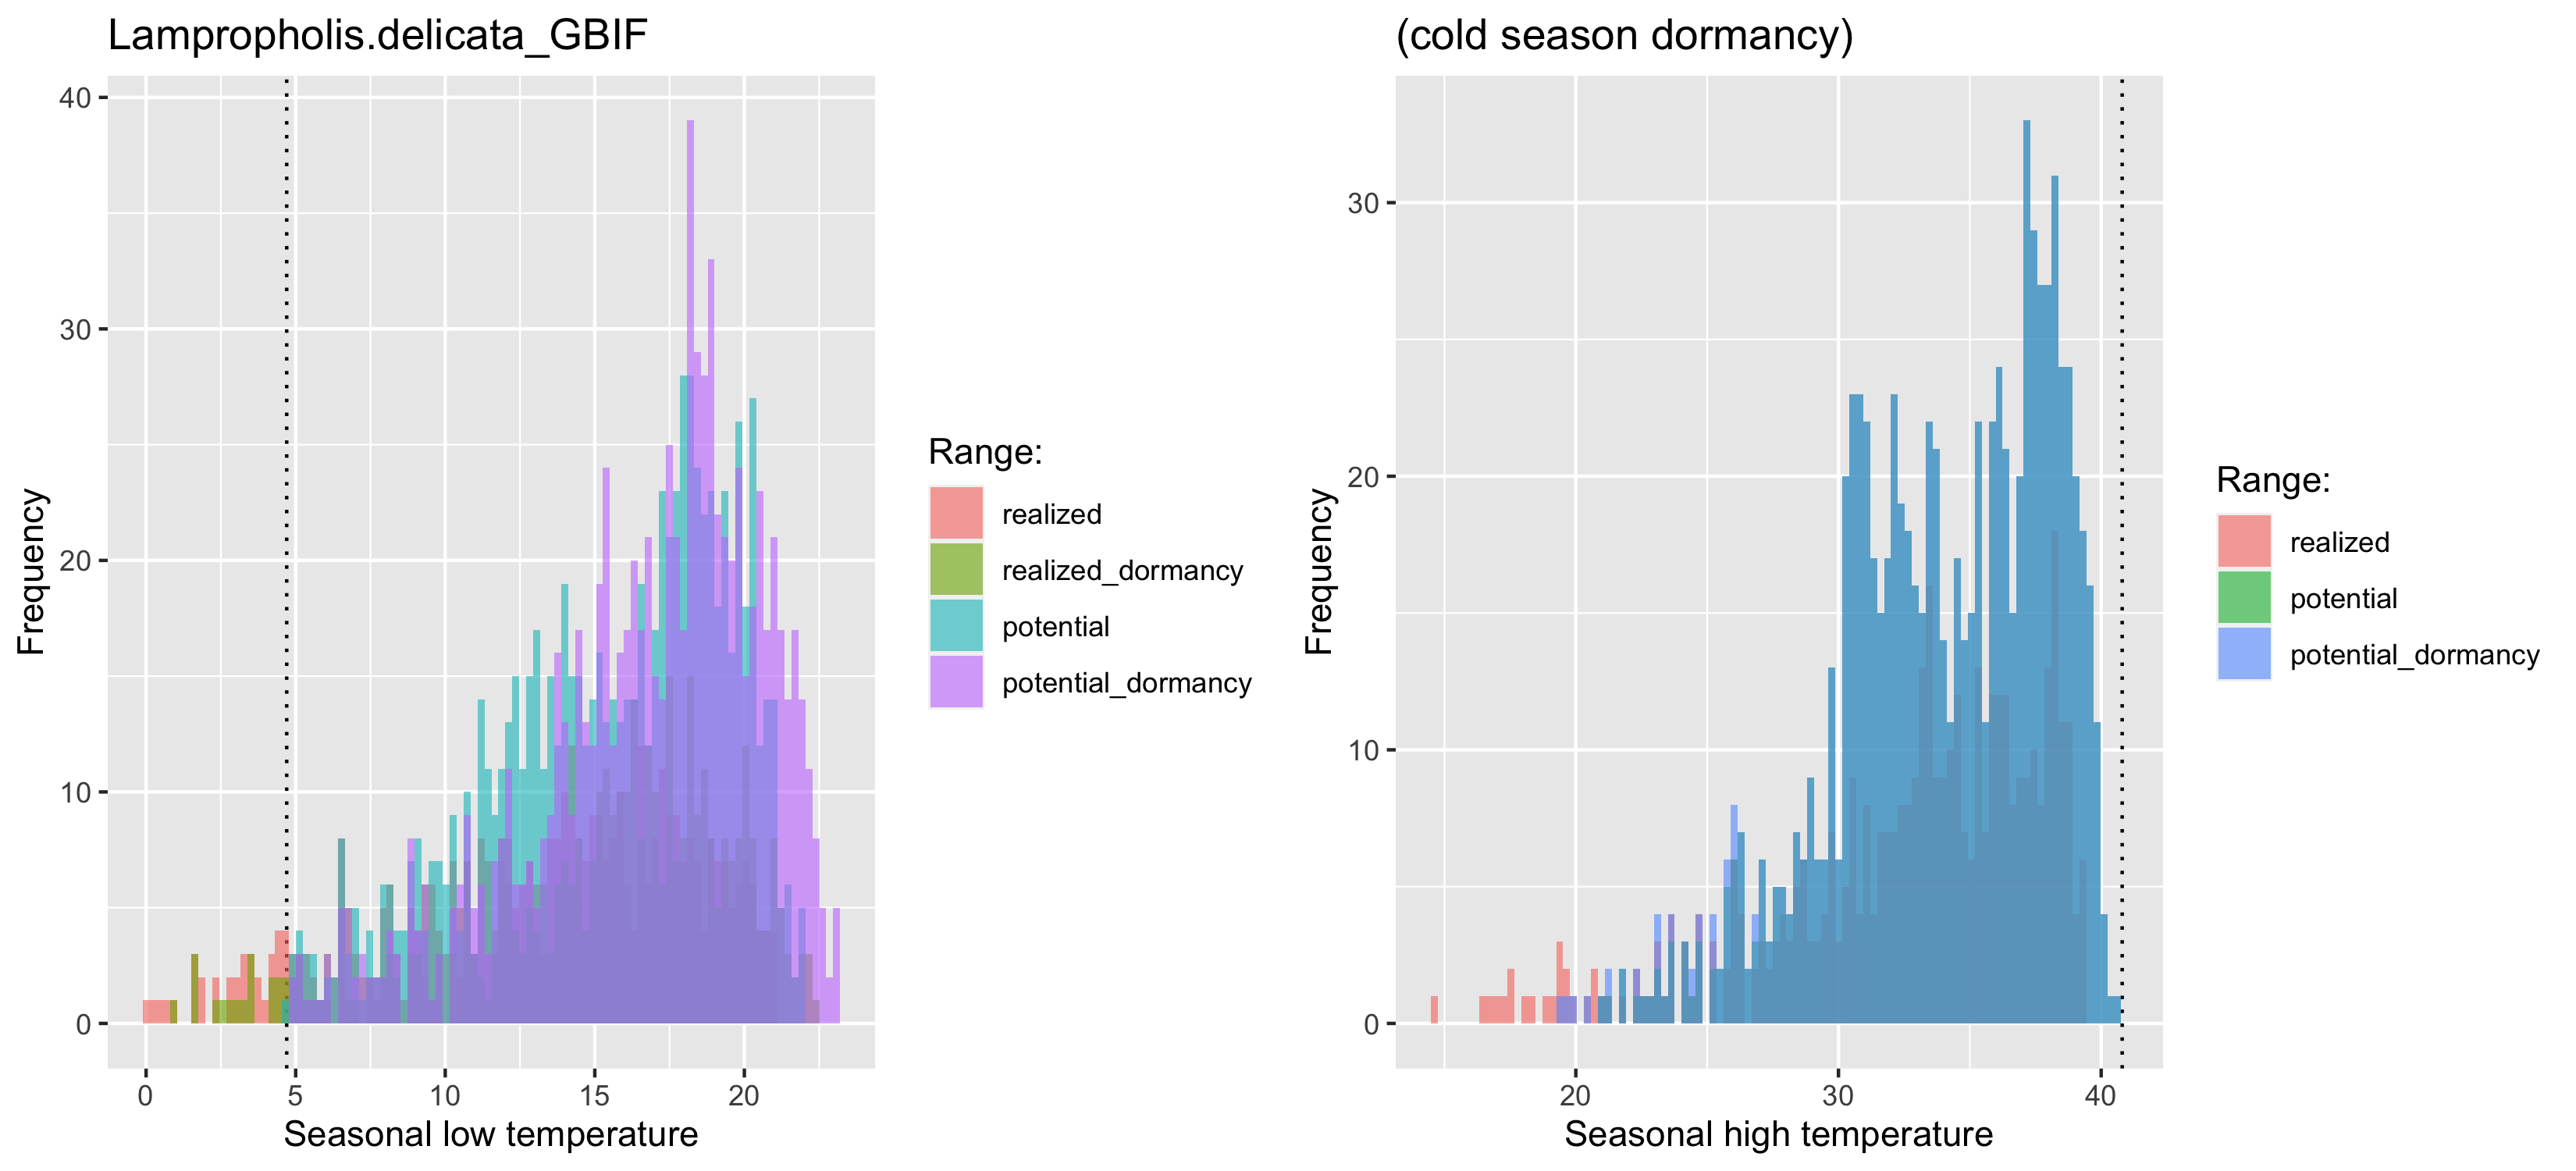 Lampropholis.delicata_GBIF
40
30
20
10
0
Frequency
0 5 10 15 20
Seasonal low temperature
Range:
realized
realized_dormancy
potential
potential_dormancy
(cold season dormancy)
30
20
10
0
Frequency
20 30 40
Seasonal high temperature
Range:
realized
potential
potential_dormancy